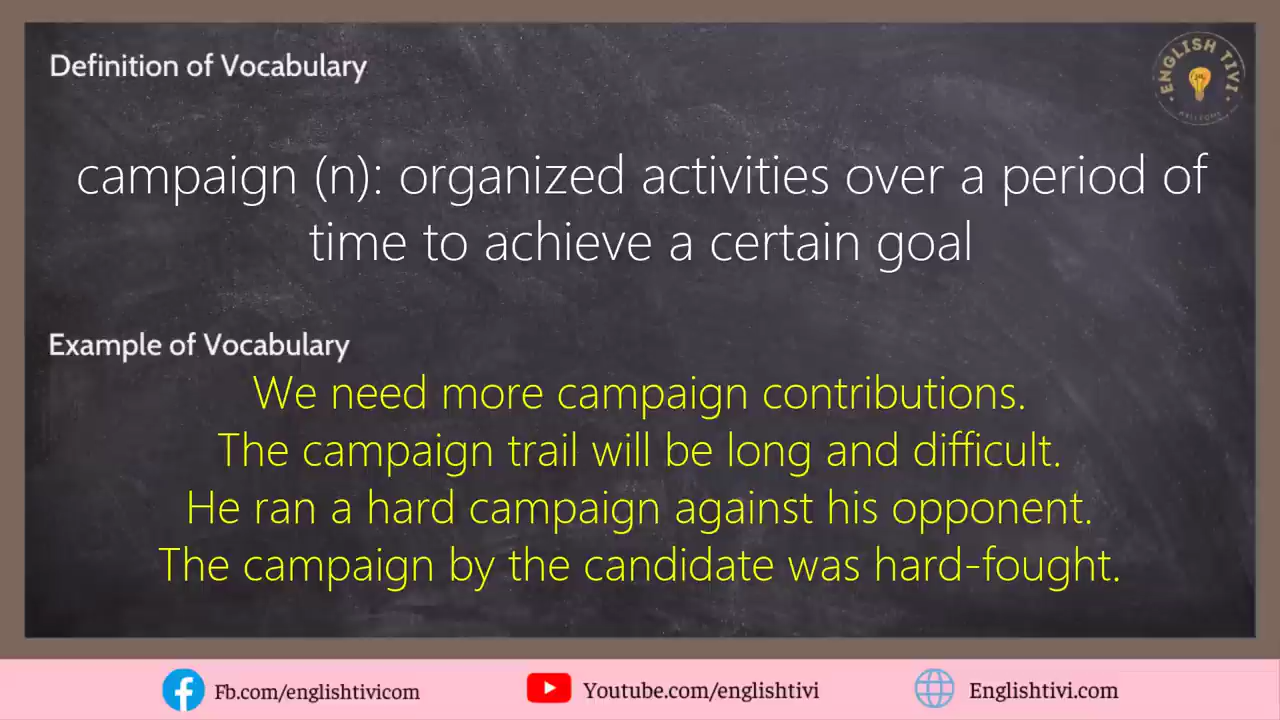 Definition of Vocabulary
ENGLISH TIVI
campaign (n): organized activities over a period of
time to achieve a certain goal
Example of Vocabulary
We need more campaign contributions.
The campaign trail will be long and difficult.
He ran a hard campaign against his opponent.
The campaign by the candidate was hard-fought.
Fb.com/englishtivicom
Youtube.com/englishtivi
Englishtivi.com